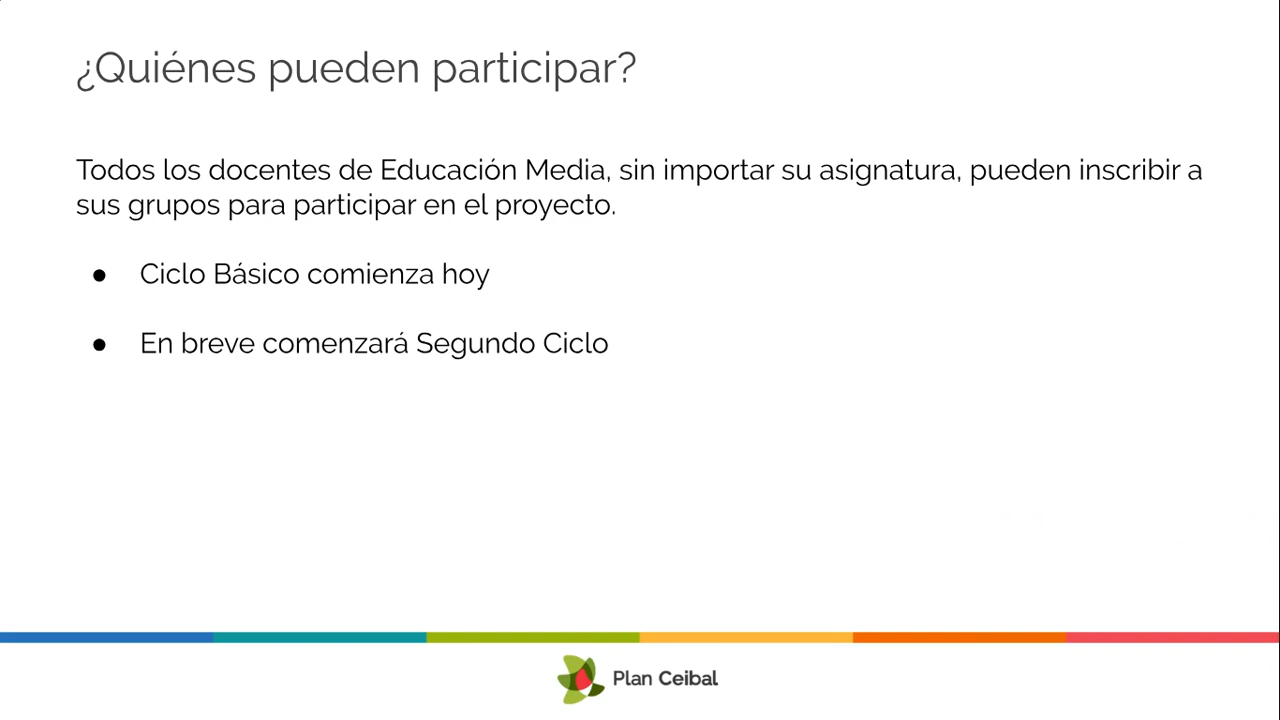 ¿Quiénes pueden participar?
Todos los docentes de Educación Media, sin importar su asignatura, pueden inscribir a
sus grupos para participar en el proyecto.
● Ciclo Básico comienza hoy
● En breve comenzará Segundo Ciclo
Plan Ceibal